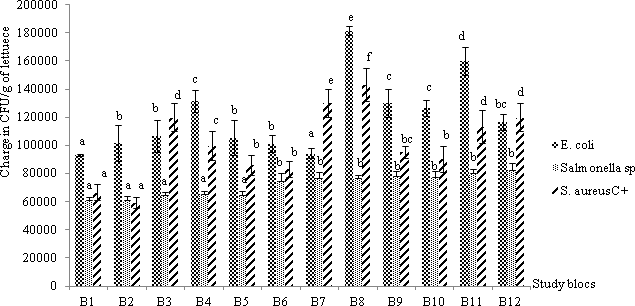 200000
180000
160000
140000
120000
100000
80000
60000
40000
20000
0
Charge in CFU/g of lettuece
a a a
b a a
b a d
c a c
b a b
b b b
a b e
e b f
c b bc
c b b
d b d
bc b d
E. coli
Salmonella sp
S. aureusC+
Study blocs
B1 B2 B3 B4 B5 B6 B7 B8 B9 B10 B11 B12